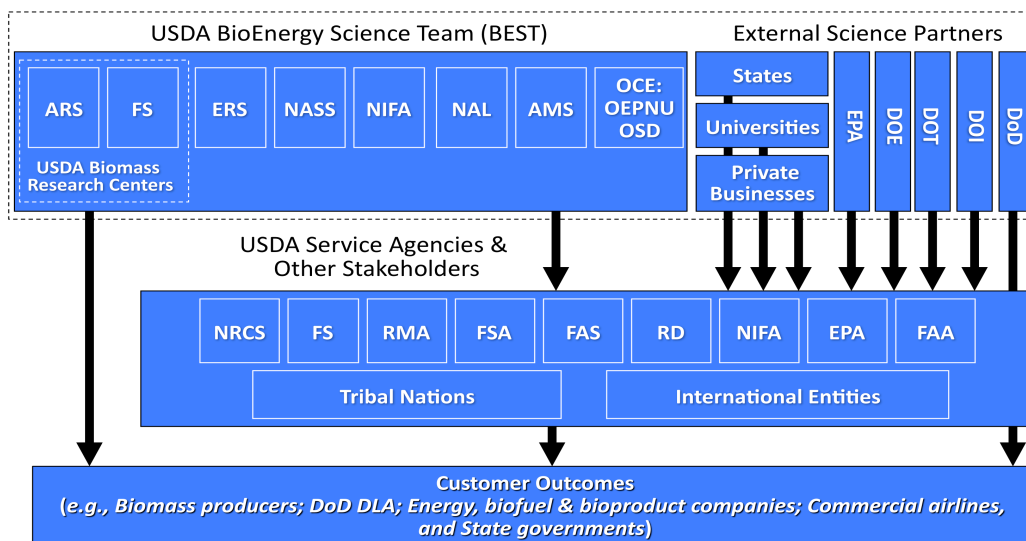 USDA BioEnergy Science Team (BEST)
External Science Partners
ARS
FS
ERS
NASS
NIFA
NAL
AMS
OCE:
OEPNU
OSD
USDA Biomass
Research Centers
States
Universities
Private
Businesses
EPA
DOE
DOT
DOI
DoD
USDA Service Agencies &
Other Stakeholders
NRCS
FS
RMA
FSA
FAS
RD
NIFA
EPA
FAA
Tribal Nations
International Entities
Customer Outcomes
(e.g., Biomass producers; DoD DLA; Energy, biofuel & bioproduct companies; Commercial airlines,
and State governments)